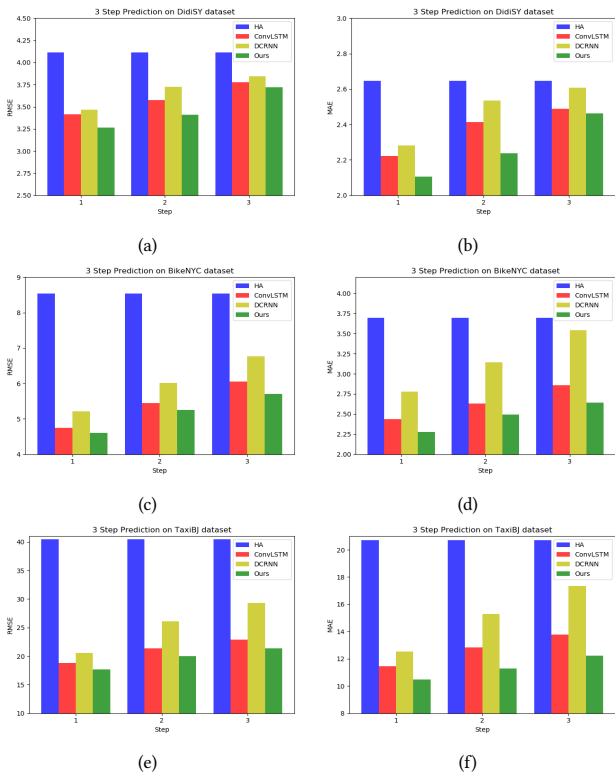 3 Step Prediction on DidiSY dataset
4.50
4.25
4.00
3.75
3.50
3.25
3.00
2.75
2.50
RMSE
1
2
3
Step
HA
ConvLSTM
DCRNN
Ours
(a)
3 Step Prediction on DidiSY dataset
3.0
2.8
2.6
2.4
2.2
2.0
MAE
1
2
3
Step
HA
ConvLSTM
DCRNN
Ours
(b)
3 Step Prediction on BikeNYC dataset
9
8
7
6
5
4
RMSE
1
2
3
Step
HA
ConvLSTM
DCRNN
Ours
(c)
3 Step Prediction on BikeNYC dataset
4.00
3.75
3.50
3.25
3.00
2.75
2.50
2.25
2.00
MAE
1
2
3
Step
HA
ConvLSTM
DCRNN
Ours
(d)
3 Step Prediction on TaxiBJ dataset
40
35
30
25
20
15
10
RMSE
1
2
3
Step
HA
ConvLSTM
DCRNN
Ours
(e)
3 Step Prediction on TaxiBJ dataset
20
18
16
14
12
10
8
MAE
1
2
3
Step
HA
ConvLSTM
DCRNN
Ours
(f)